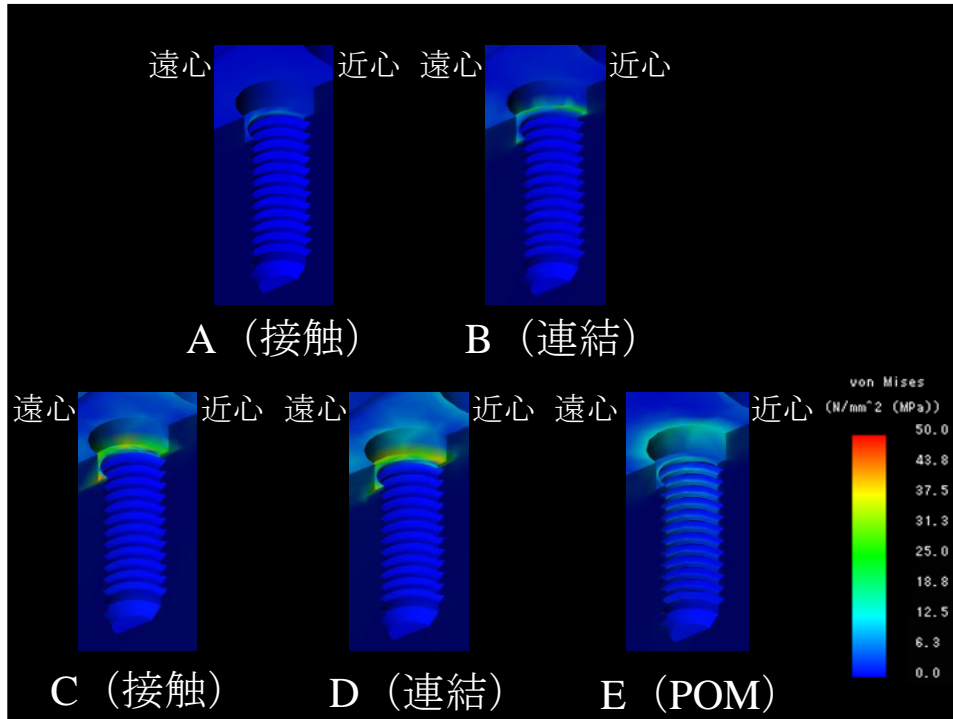 遠心 近心 遠心 近心
A（接触） B（連結）
遠心 近心 遠心 近心 遠心 近心
von Mises
(N/mm^2 (MPa))
50.0
43.8
37.5
31.3
25.0
18.8
12.5
6.3
0.0
C（接触） D（連結） E（POM）